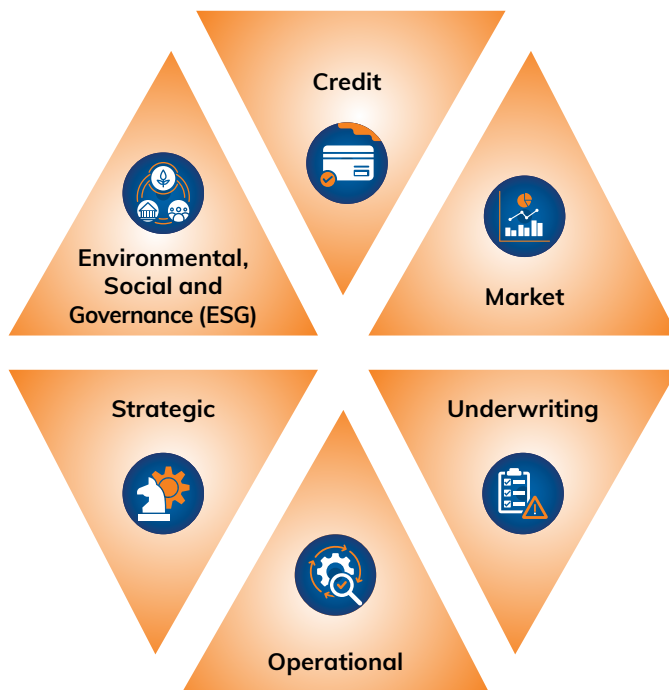 Credit
Environmental,
Social and
Governance (ESG)
Market
Strategic
Underwriting
Operational